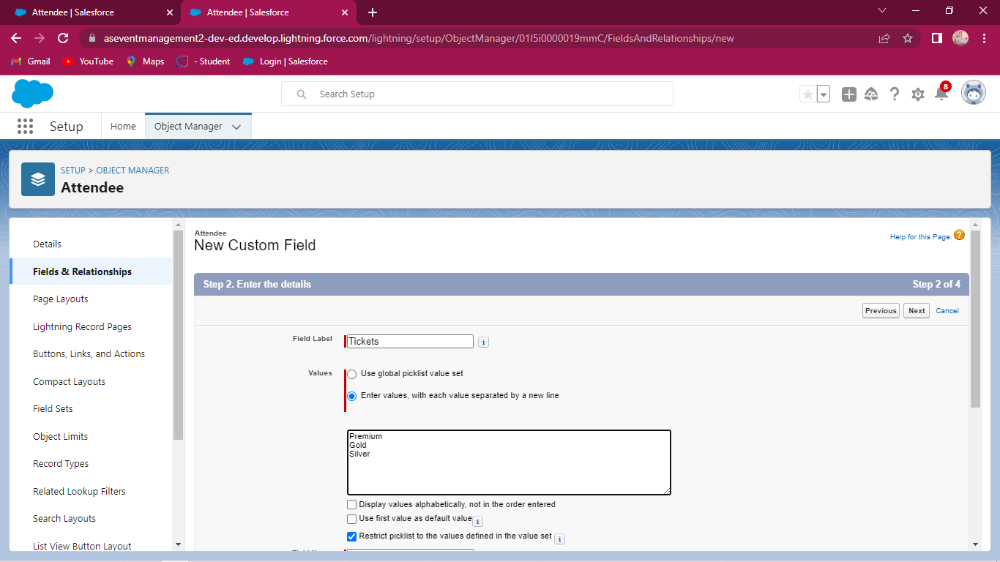 Attendee | Salesforce
Attendee | Salesforce
aseventmanagement2-dev-ed.develop.lightning.force.com/lightning/setup/ObjectManager/01I5i0000019mmC/FieldsAndRelationships/new
Gmail
YouTube
Maps
- Student
Login | Salesforce
Search Setup
8
Setup
Home
Object Manager
SETUP > OBJECT MANAGER
Attendee
Details
Fields & Relationships
Page Layouts
Lightning Record Pages
Buttons, Links, and Actions
Compact Layouts
Field Sets
Object Limits
Record Types
Related Lookup Filters
Search Layouts
List View Button Layout
Attendee
New Custom Field
Help for this Page
Step 2. Enter the details
Step 2 of 4
Previous
Next
Cancel
Field Label
Tickets
Values
Use global picklist value set
Enter values, with each value separated by a new line
Premium
Gold
Silver
Display values alphabetically, not in the order entered
Use first value as default value
Restrict picklist to the values defined in the value set